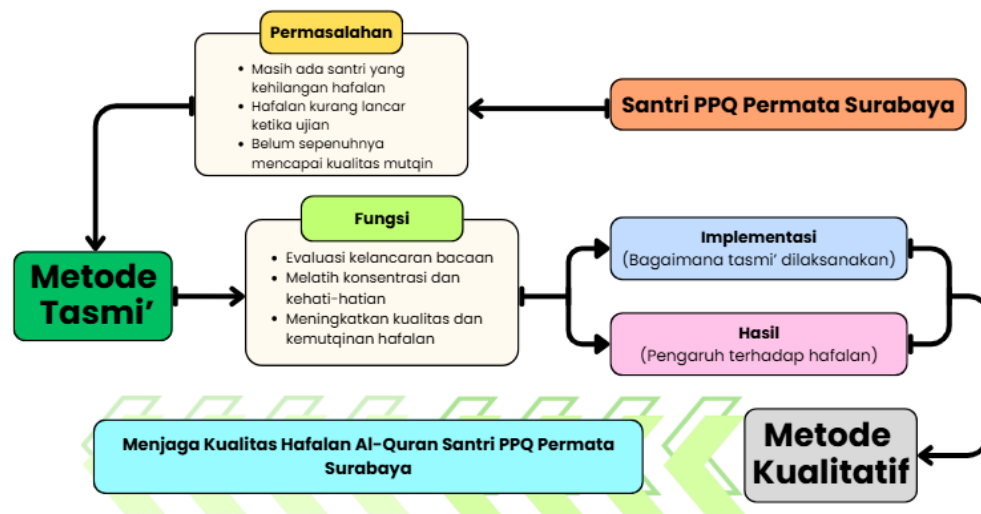 Permasalahan
• Masih ada santri yang
kehilangan hafalan
• Hafalan kurang lancar
ketika ujian
• Belum sepenuhnya
mencapai kualitas mutqin
Santri PPQ Permata Surabaya
Metode
Tasmi’
Fungsi
• Evaluasi kelancaran bacaan
• Melatih konsentrasi dan
kehati-hatian
• Meningkatkan kualitas dan
kemutqinan hafalan
Implementasi
(Bagaimana tasmi’ dilaksanakan)
Hasil
(Pengaruh terhadap hafalan)
Menjaga Kualitas Hafalan Al-Quran Santri PPQ Permata
Surabaya
Metode
Kualitatif